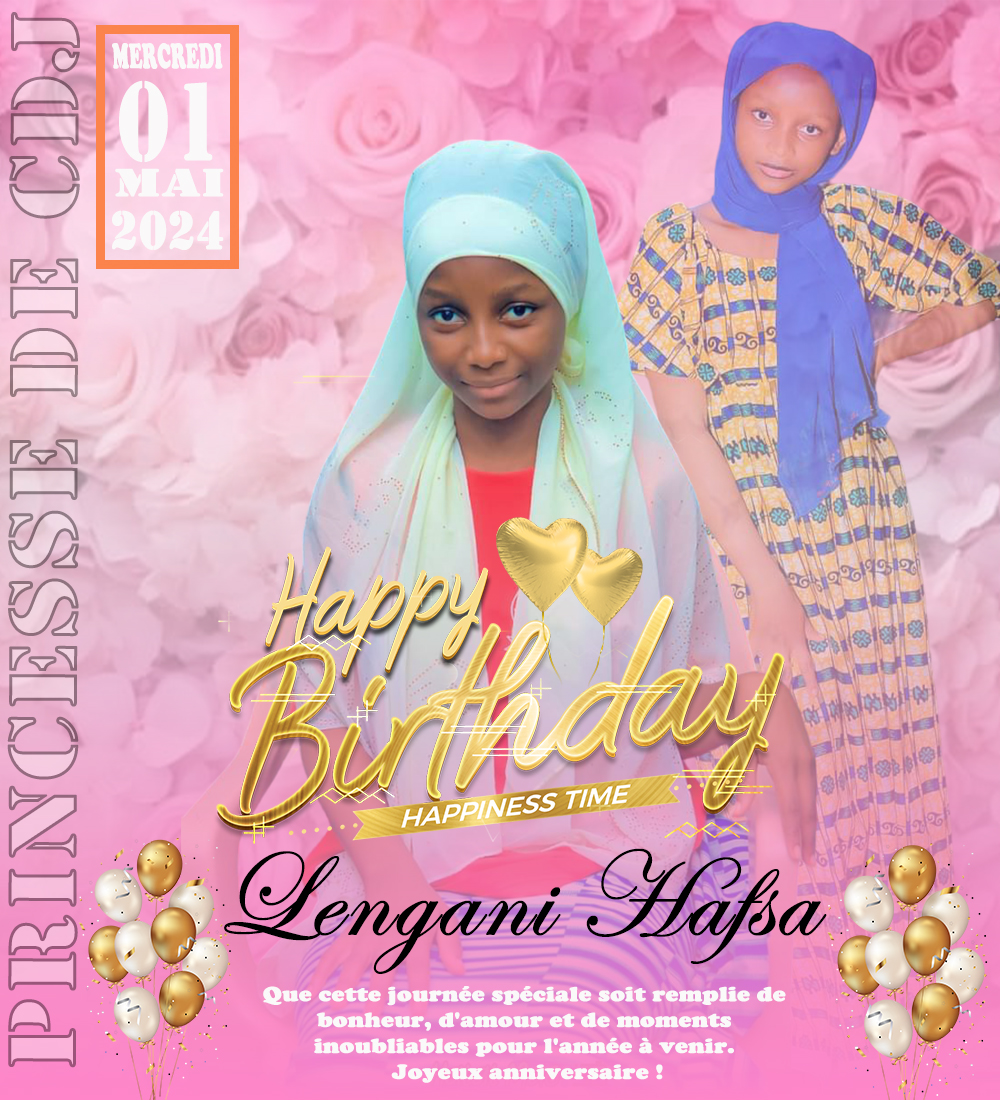 PRINCESSE DE CDJ
MERCREDI
01
MAI
2024
Happy
Birthday
HAPPINESS TIME
Lengani Hafsa
Que cette journée spéciale soit remplie de
bonheur, d'amour et de moments
inoubliables pour l'année à venir.
Joyeux anniversaire !